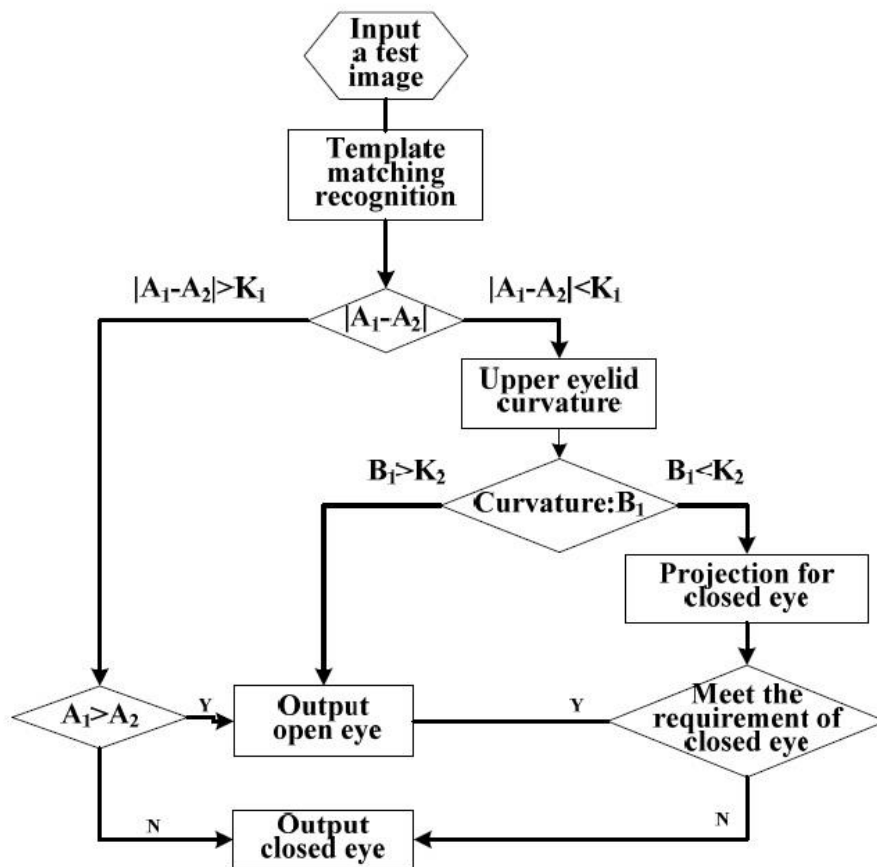 Input
a test
image
Template
matching
recognition
|A₁-A₂|>K₁
|A₁-A₂|<K₁
|A₁-A₂|
Upper eyelid
curvature
B₁>K₂
B₁<K₂
Curvature:B₁
Projection for
closed eye
A₁>A₂
Y
Output
open eye
Y
Meet the
requirement of
closed eye
N
Output
closed eye
N